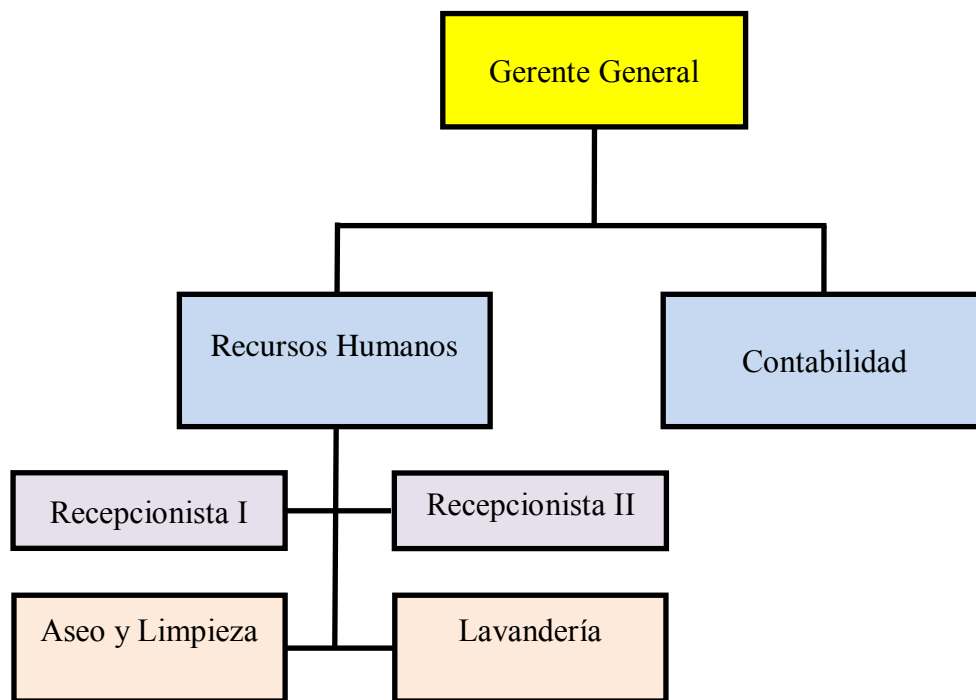 Gerente General
Recursos Humanos
Contabilidad
Recepcionista I
Recepcionista II
Aseo y Limpieza
Lavandería